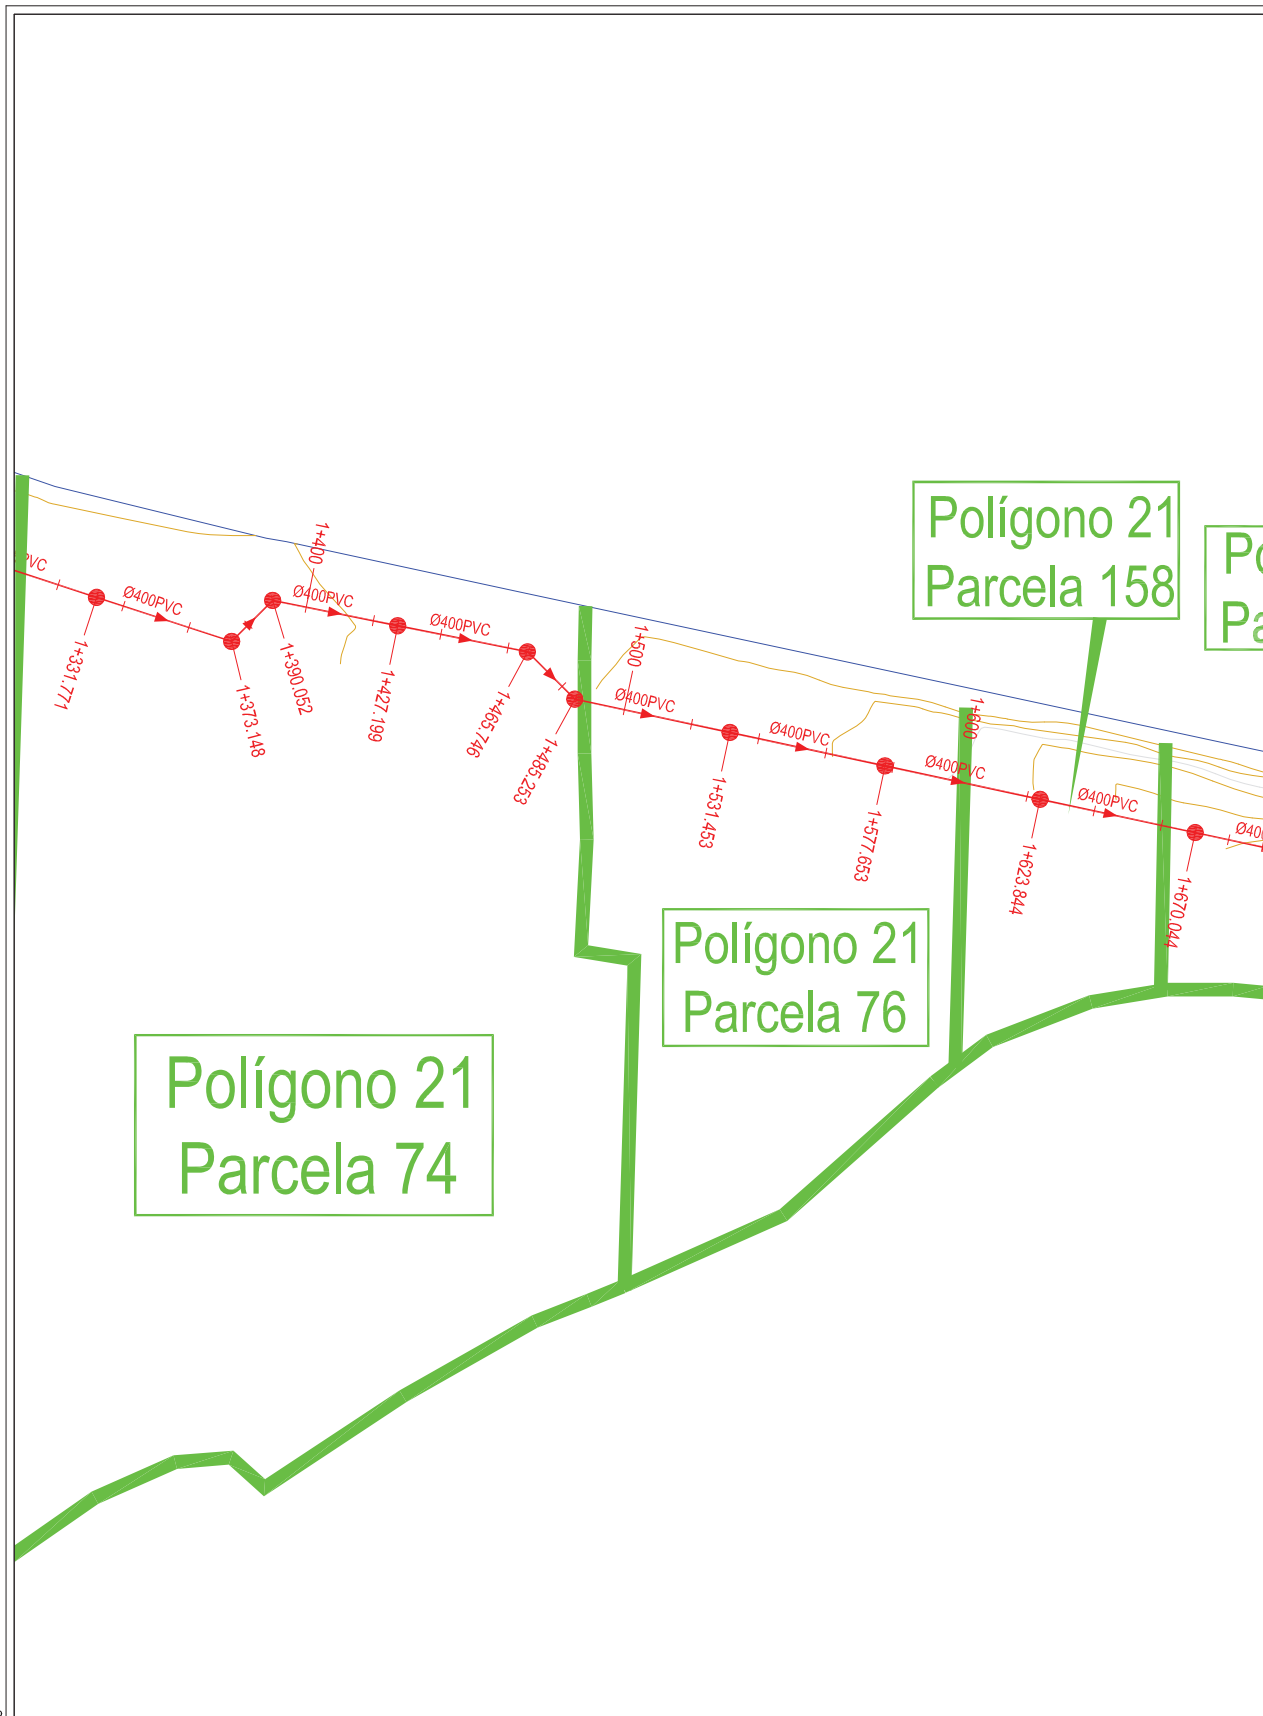 1+400
PVC
Ø400PVC
Ø400PVC
Ø400PVC
1+331.771
1+373.148
1+390.052
1+427.199
1+465.746
1+485.253
1+500
Ø400PVC
Ø400PVC
Ø400PVC
Ø400PVC
1+531.453
1+577.653
1+600
1+623.844
1+670.044
Polígono 21
Parcela 158
Polígono 21
Parcela 76
Polígono 21
Parcela 74